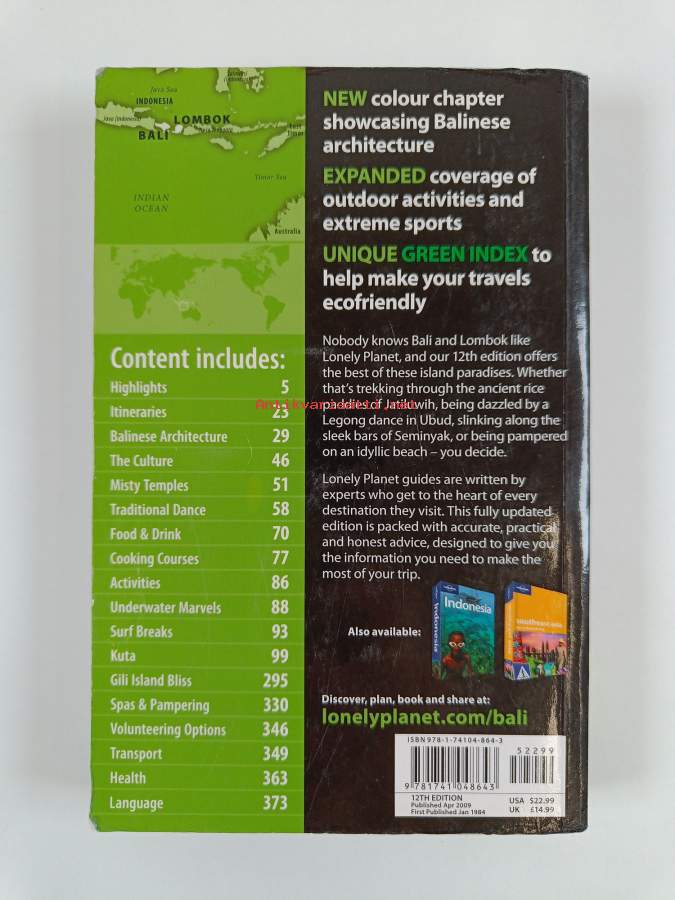 Java Sea
INDONESIA
Java (Indonesia)
LOMBOK
BALI
East
Timor
Timor Sea
INDIAN
OCEAN
Australia
Content includes:
Highlights 5
Itineraries 23
Balinese Architecture 29
The Culture 46
Misty Temples 51
Traditional Dance 58
Food & Drink 70
Cooking Courses 77
Activities 86
Underwater Marvels 88
Surf Breaks 93
Kuta 99
Gili Island Bliss 295
Spas & Pampering 330
Volunteering Options 346
Transport 349
Health 363
Language 373
NEW colour chapter
showcasing Balinese
architecture
EXPANDED coverage of
outdoor activities and
extreme sports
UNIQUE GREEN INDEX to
help make your travels
ecofriendly
Nobody knows Bali and Lombok like
Lonely Planet, and our 12th edition offers
the best of these island paradises. Whether
that's trekking through the ancient rice
paddies of Jatiluwih, being dazzled by a
Legong dance in Ubud, slinking along the
sleek bars of Seminyak, or being pampered
on an idyllic beach – you decide.
Lonely Planet guides are written by
experts who get to the heart of every
destination they visit. This fully updated
edition is packed with accurate, practical
and honest advice, designed to give you
the information you need to make the
most of your trip.
Also available:
Indonesia
Indonesia
Southeast Asia
Discover, plan, book and share at:
lonelyplanet.com/bali
ISBN 978-1-74104-864-3
52299
9 781741 048643
12TH EDITION
Published Apr 2009
First Published Jan 1984
USA $22.99
UK £14.99